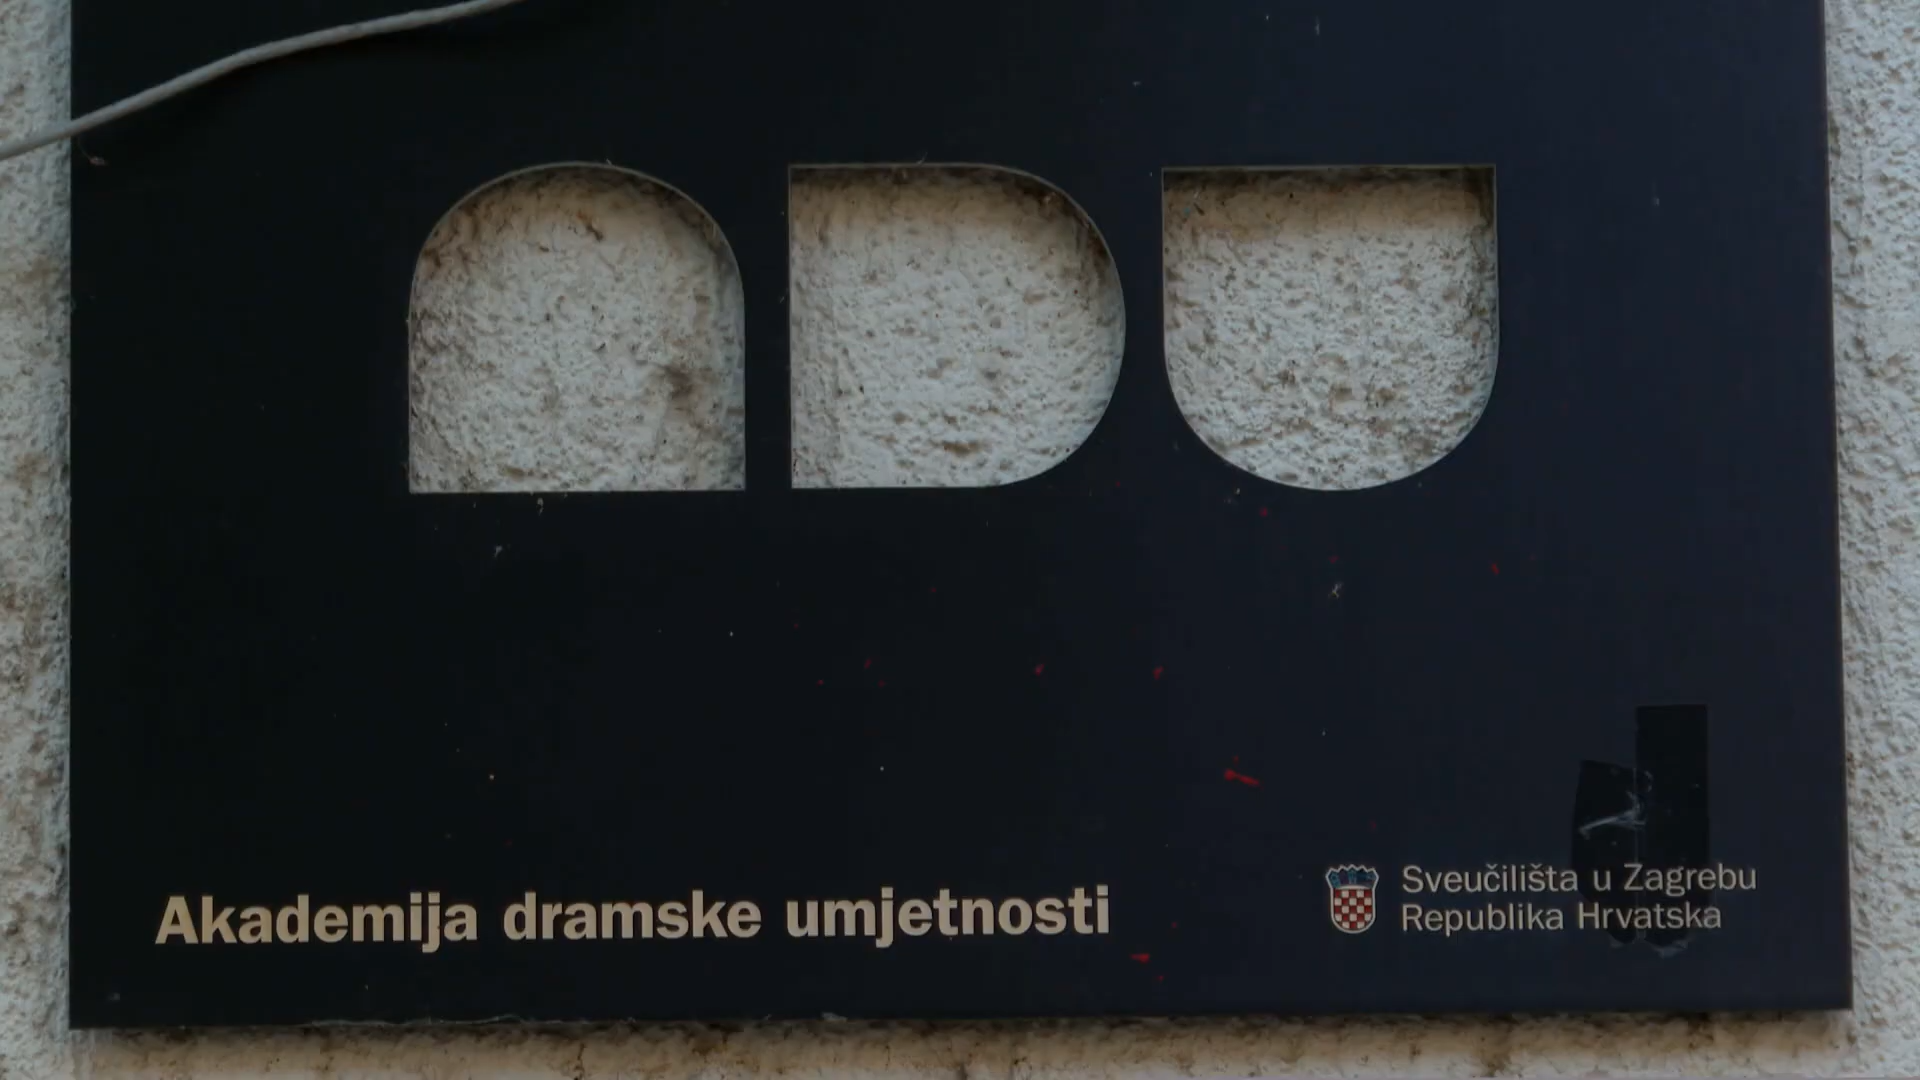 ADU
Akademija dramske umjetnosti
Sveučilišta u Zagrebu
Republika Hrvatska